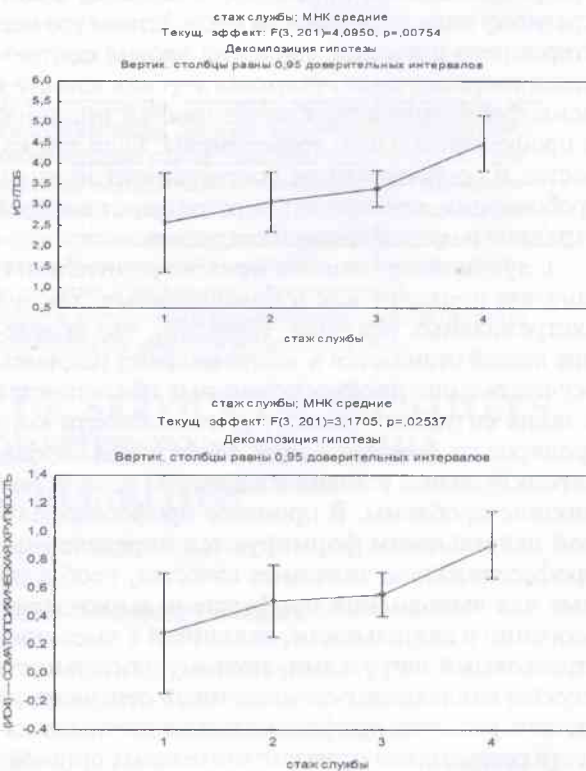 стаж службы; МНК средние
Текущ. эффект: F(3, 201)=4,0950, p=,00754
Декомпозиция гипотезы
Вертик. столбцы равны 0,95 доверительных интервалов
6,0
5,5
5,0
4,5
4,0
3,5
3,0
2,5
2,0
1,5
1,0
0,5
1 2 3 4
стаж службы
стаж службы; МНК средние
Текущ. эффект: F(3, 201)=3,1705, p=,02537
Декомпозиция гипотезы
Вертик. столбцы равны 0,95 доверительных интервалов
— СОМАТОПСИХИЧЕСКАЯ ХРУПКОСТЬ
1,4
1,2
1,0
0,8
0,6
0,4
0,2
0,0
-0,2
-0,4
1 2 3 4
стаж службы